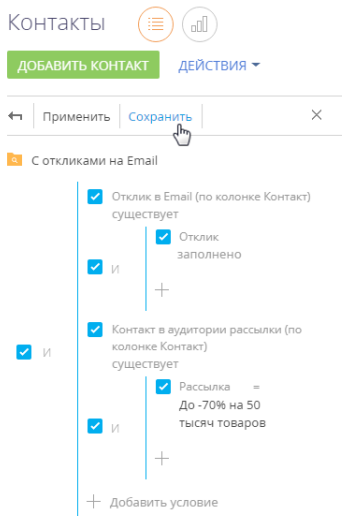 Контакты
ДОБАВИТЬ КОНТАКТ ДЕЙСТВИЯ
Применить Сохранить
С откликами на Email
Отклик в Email (по колонке Контакт)
существует
Отклик
заполнено
И
Контакт в аудитории рассылки (по
колонке Контакт)
существует
И
Рассылка =
До -70% на 50
тысяч товаров
И
Добавить условие